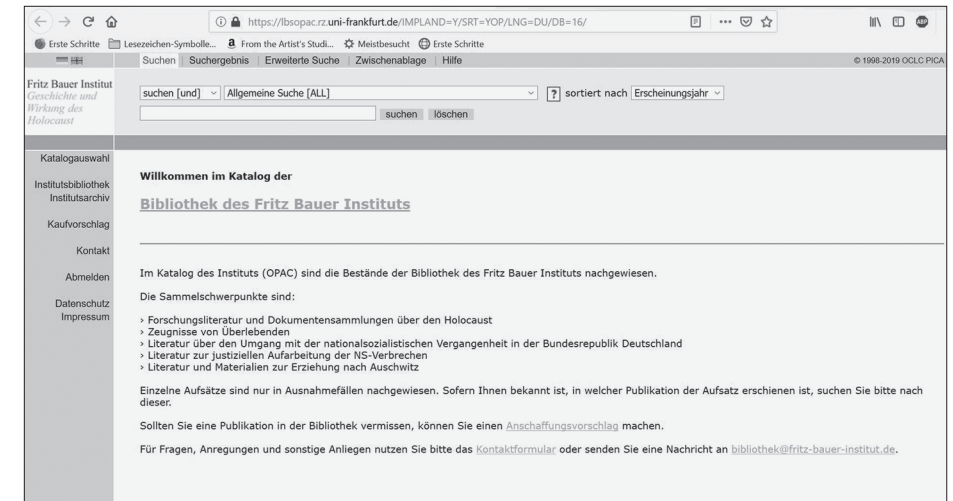 https://lbsopac.rz.uni-frankfurt.de/IMPLAND=Y/SRT=YOP/LNG=DU/DB=16/
Erste Schritte Lesezeichen-Symbolle... From the Artist's Studi... Meistbesucht Erste Schritte
Suchen | Suchergebnis | Erweiterte Suche | Zwischenablage | Hilfe © 1998-2019 OCLC PICA
Fritz Bauer Institut
Geschichte und
Wirkung des
Holocaust
suchen [und] Allgemeine Suche [ALL] ? sortiert nach Erscheinungsjahr
suchen löschen
Katalogauswahl
Institutsbibliothek
Institutsarchiv
Kaufvorschlag
Kontakt
Abmelden
Datenschutz
Impressum
Willkommen im Katalog der
Bibliothek des Fritz Bauer Instituts
Im Katalog des Instituts (OPAC) sind die Bestände der Bibliothek des Fritz Bauer Instituts nachgewiesen.
Die Sammelschwerpunkte sind:
› Forschungsliteratur und Dokumentensammlungen über den Holocaust
› Zeugnisse von Überlebenden
› Literatur über den Umgang mit der nationalsozialistischen Vergangenheit in der Bundesrepublik Deutschland
› Literatur zur justiziellen Aufarbeitung der NS-Verbrechen
› Literatur und Materialien zur Erziehung nach Auschwitz
Einzelne Aufsätze sind nur in Ausnahmefällen nachgewiesen. Sofern Ihnen bekannt ist, in welcher Publikation der Aufsatz erschienen ist, suchen Sie bitte nach
dieser.
Sollten Sie eine Publikation in der Bibliothek vermissen, können Sie einen Anschaffungsvorschlag machen.
Für Fragen, Anregungen und sonstige Anliegen nutzen Sie bitte das Kontaktformular oder senden Sie eine Nachricht an bibliothek@fritz-bauer-institut.de.